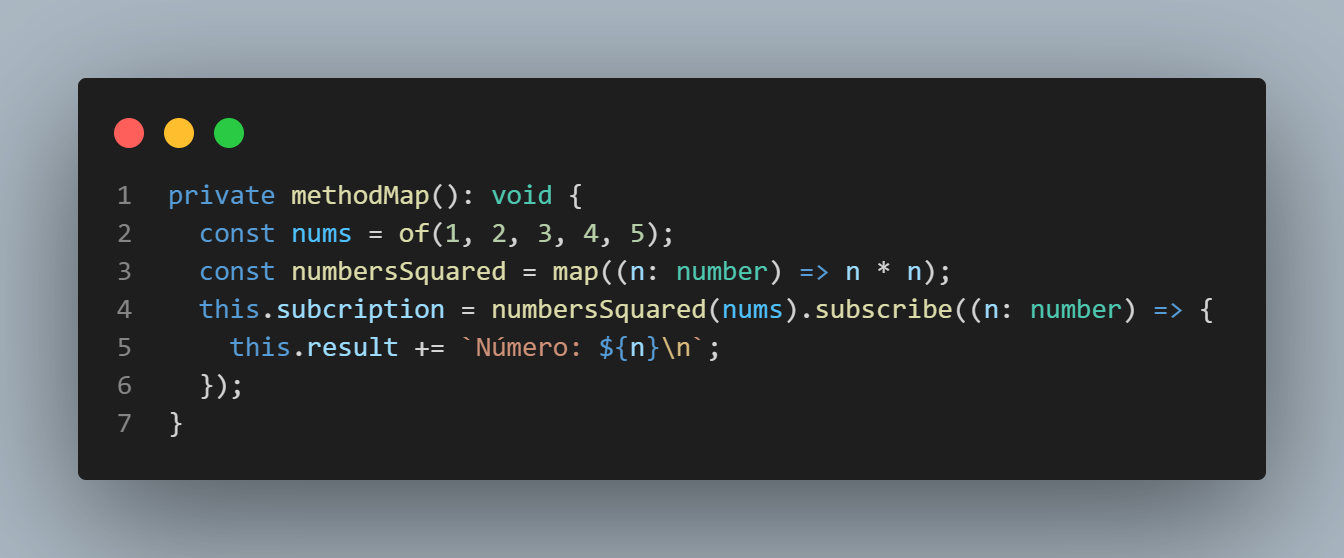 1 private methodMap(): void {
2   const nums = of(1, 2, 3, 4, 5);
3   const numbersSquared = map((n: number) => n * n);
4   this.subcription = numbersSquared(nums).subscribe((n: number) => {
5     this.result += `Número: ${n}\n`;
6   });
7 }